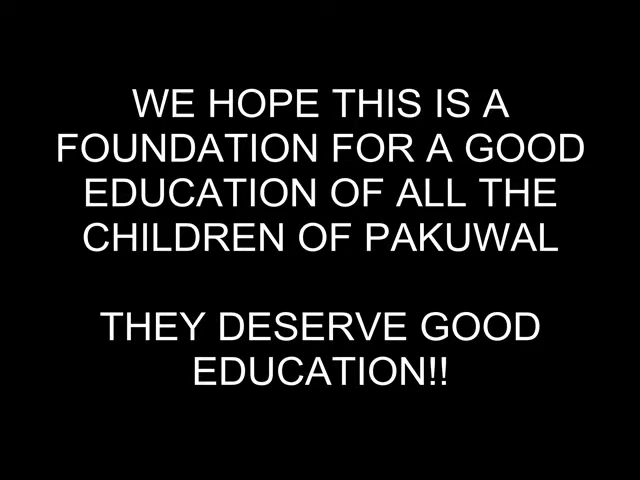 WE HOPE THIS IS A
FOUNDATION FOR A GOOD
EDUCATION OF ALL THE
CHILDREN OF PAKUWAL
THEY DESERVE GOOD
EDUCATION!!